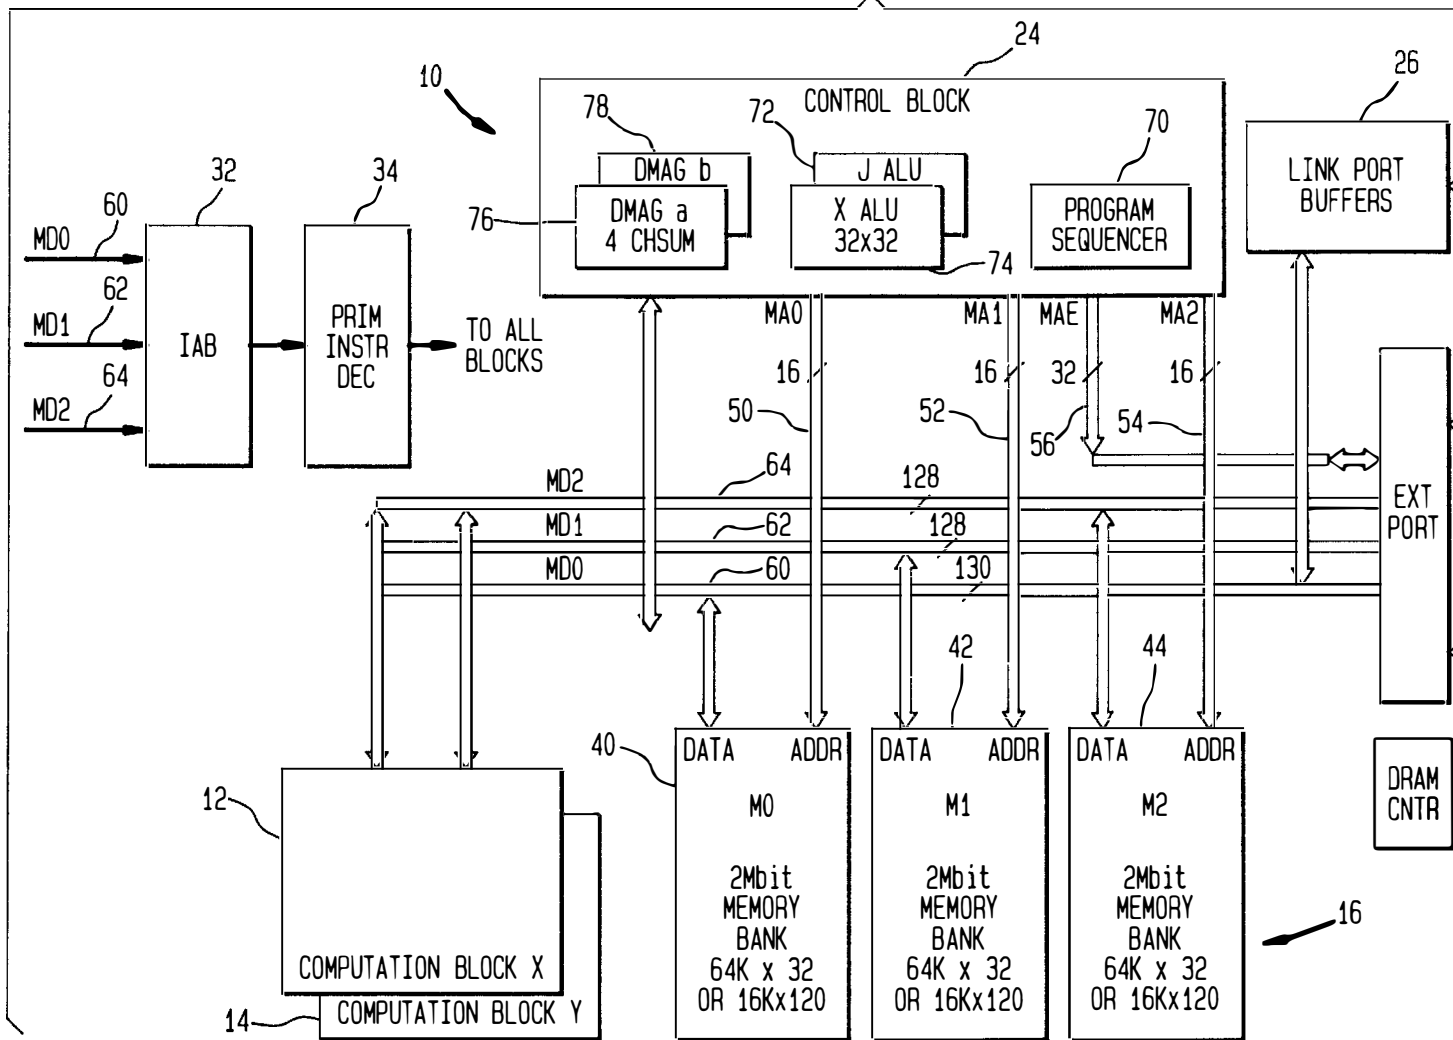 24
10
26
CONTROL BLOCK
78
72
70
32
34
DMAG b
J ALU
LINK PORT
BUFFERS
60
76
DMAG a
4 CHSUM
X ALU
32x32
PROGRAM
SEQUENCER
MD0
74
62
MA0
MA1
MAE
MA2
MD1
IAB
PRIM
INSTR
DEC
TO ALL
BLOCKS
64
16
16
32
16
MD2
50
52
56
54
MD2
64
128
EXT
PORT
MD1
62
128
MD0
60
130
42
44
40
DATA
ADDR
DATA
ADDR
DATA
ADDR
12
M0
M1
M2
DRAM
CNTR
2Mbit
MEMORY
BANK
64K x 32
OR 16Kx120
2Mbit
MEMORY
BANK
64K x 32
OR 16Kx120
2Mbit
MEMORY
BANK
64K x 32
OR 16Kx120
16
COMPUTATION BLOCK X
14
COMPUTATION BLOCK Y